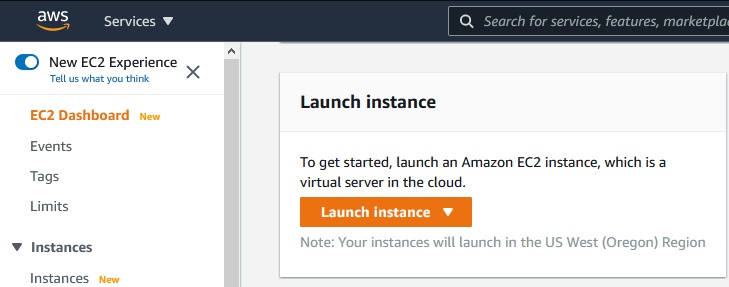 aws
Services
Search for services, features, marketpla
New EC2 Experience
Tell us what you think
EC2 Dashboard New
Events
Tags
Limits
Instances
Instances New
Launch instance
To get started, launch an Amazon EC2 instance, which is a
virtual server in the cloud.
Launch instance
Note: Your instances will launch in the US West (Oregon) Region